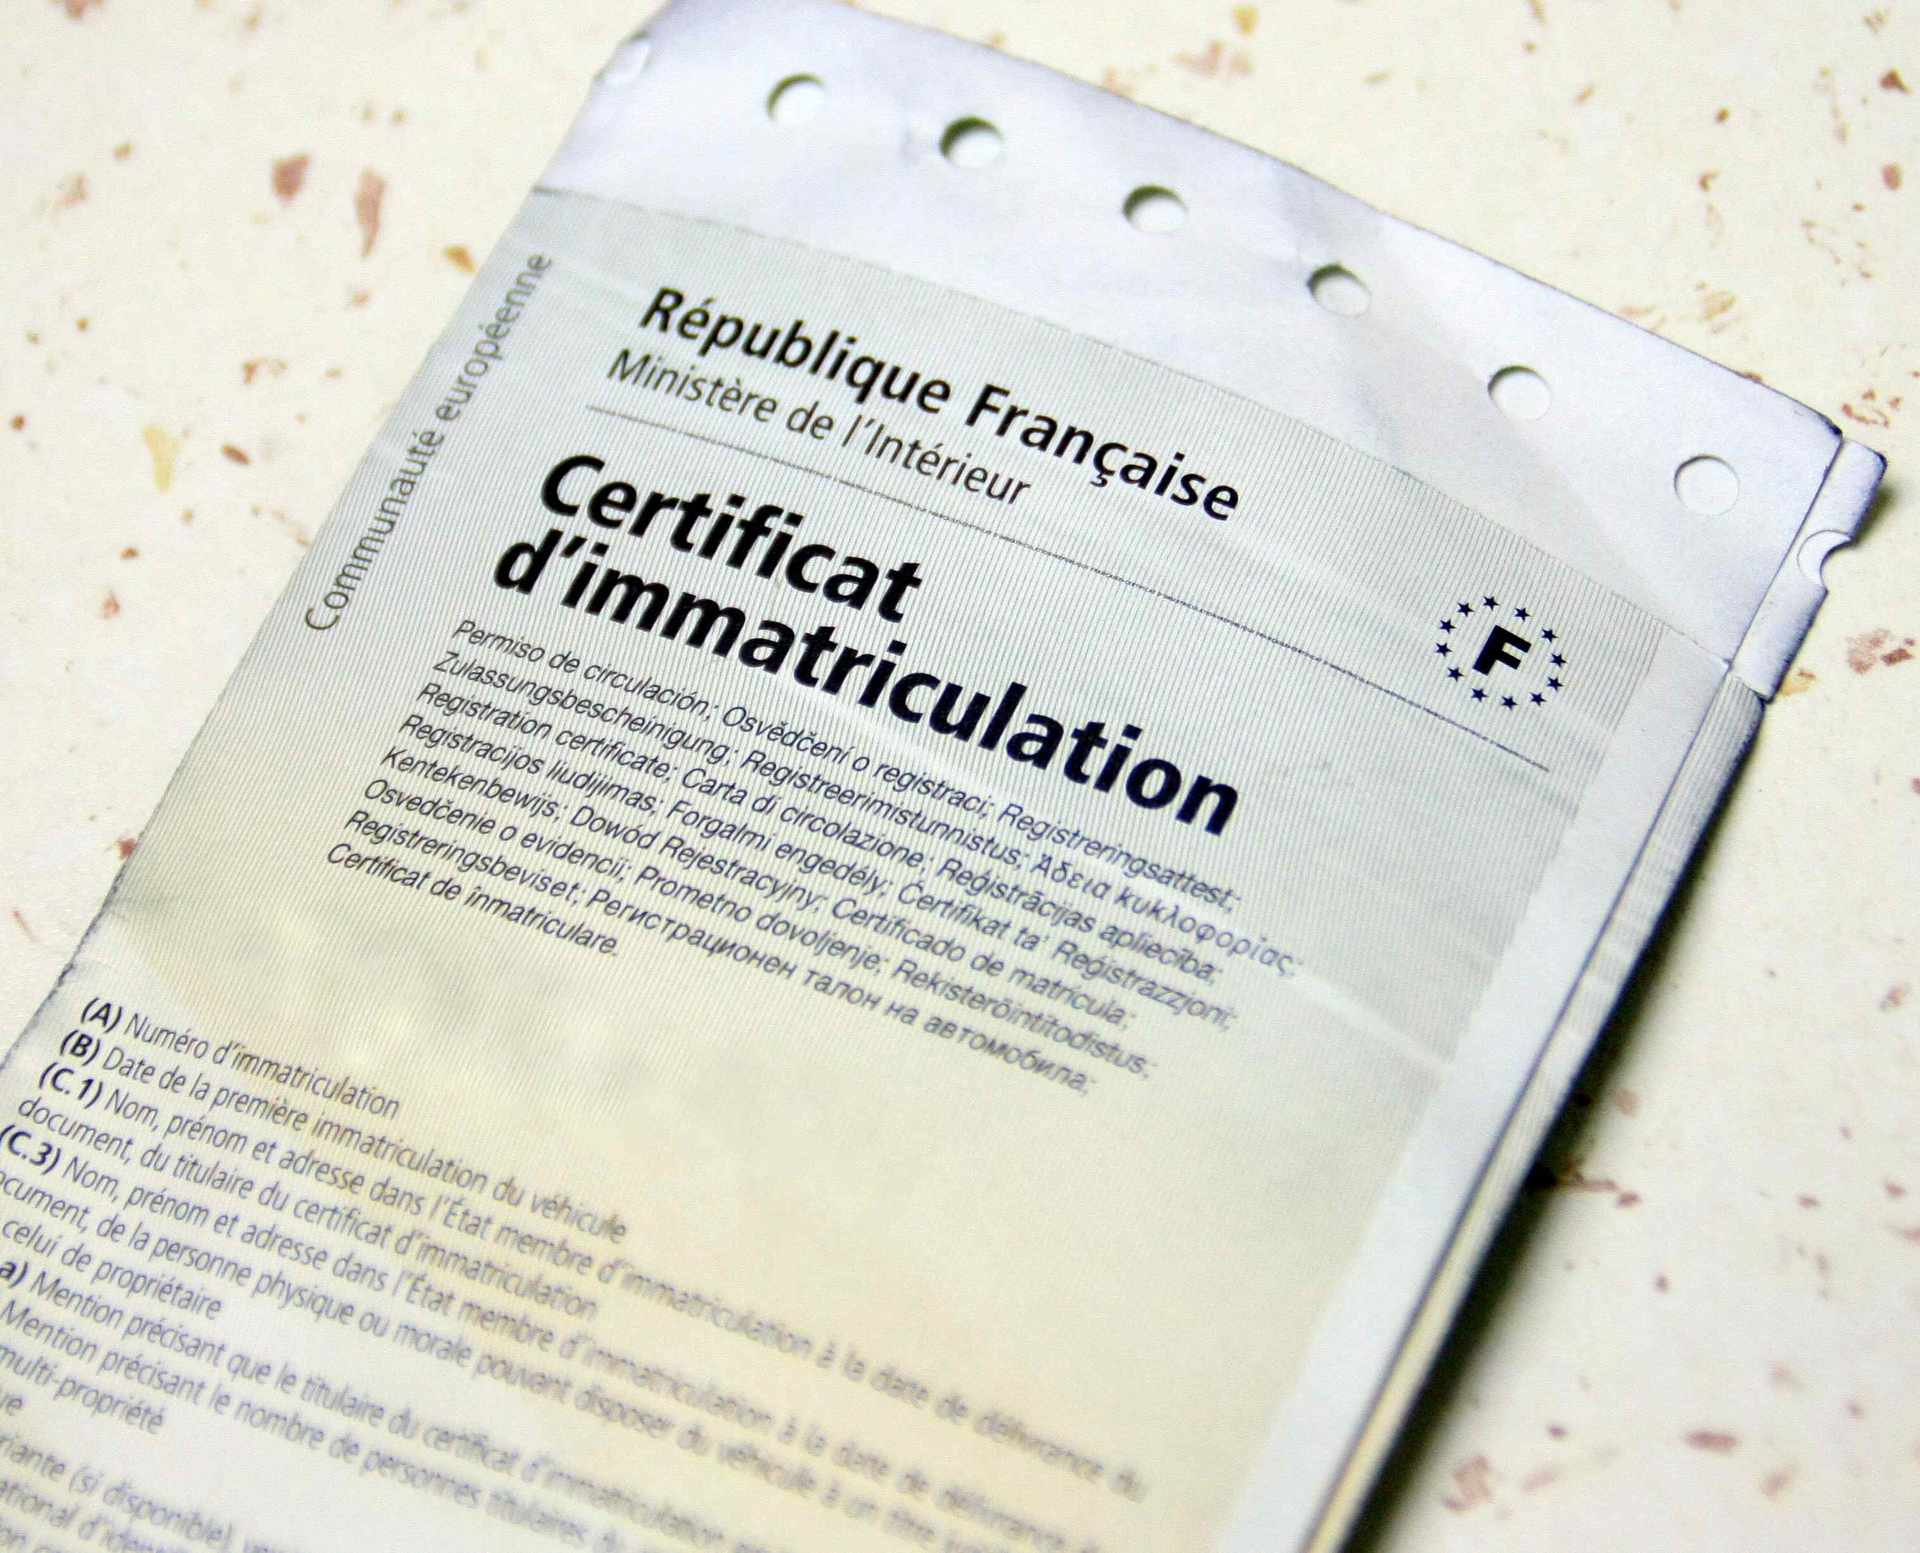 Communauté européenne
République Française
Ministère de l'Intérieur
F
Certificat
d'immatriculation
Permiso de circulación; Osvědčení o registraci; Registreringsattest;
Zulassungsbescheinigung; Registreerimistunnistus; Άδεια κυκλοφορίας;
Registration certificate; Carta di circolazione; Reģistrācijas apliecība;
Registracijos liudijimas; Forgalmi engedély; Ċertifikat ta' Reġistrazzjoni;
Kentekenbewijs; Dowód Rejestracyjny; Certificado de matrícula;
Osvedčenie o evidencii; Prometno dovoljenje; Rekisteröintitodistus;
Registreringsbeviset; Регистрационен талон на автомобила;
Certificat de înmatriculare.
(A) Numéro d'immatriculation
(B) Date de la première immatriculation du véhicule
(C.1) Nom, prénom et adresse dans l'État membre d'immatriculation à la date de délivrance du
document, du titulaire du certificat d'immatriculation
(C.3) Nom, prénom et adresse dans l'État membre d'immatriculation à la date de délivrance
document, de la personne physique ou morale pouvant disposer du véhicule à un titre
celui de propriétaire
a) Mention précisant que le titulaire du certificat d'immatriculation
Mention précisant le nombre de personnes titulaires du
multi-propriété
(si disponible)